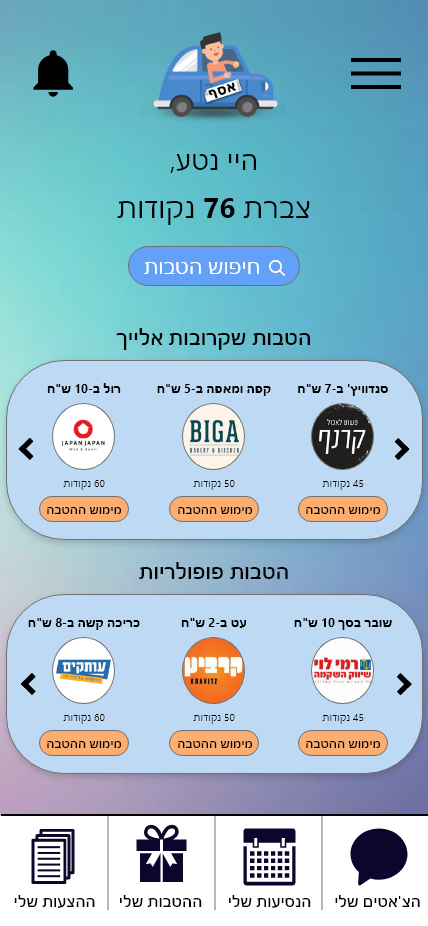 אסף
היי נטע,
צברת 76 נקודות
חיפוש הטבות
הטבות שקרובות אלייך
סנדוויץ' ב-7 ש"ח
קפה ומאפה ב-5 ש"ח
רול ב-10 ש"ח
פשוט לאכול
קרנף
BIGA
BAKERY & KITCHEN
JAPAN JAPAN
Wok & Sushi
45 נקודות
50 נקודות
60 נקודות
מימוש ההטבה
מימוש ההטבה
מימוש ההטבה
הטבות פופולריות
שובר בסך 10 ש"ח
עט ב-2 ש"ח
כריכה קשה ב-8 ש"ח
רמי לוי
שיווק השקמה
קרביץ
KRAVITZ
עותקים
45 נקודות
50 נקודות
60 נקודות
מימוש ההטבה
מימוש ההטבה
מימוש ההטבה
הצ'אטים שלי
הנסיעות שלי
ההטבות שלי
ההצעות שלי